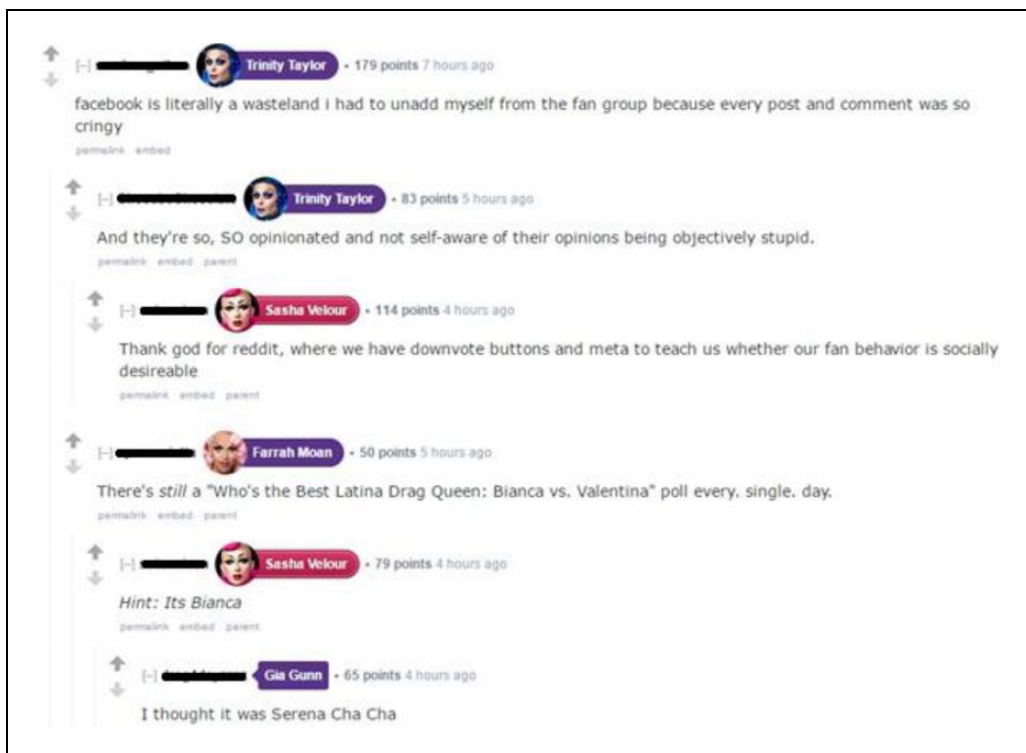 [–] Trinity Taylor • 179 points 7 hours ago
facebook is literally a wasteland i had to unadd myself from the fan group because every post and comment was so
cringy
permalink embed
[–] Trinity Taylor • 83 points 5 hours ago
And they're so, SO opinionated and not self-aware of their opinions being objectively stupid.
permalink embed parent
[–] Sasha Velour • 114 points 4 hours ago
Thank god for reddit, where we have downvote buttons and meta to teach us whether our fan behavior is socially
desireable
permalink embed parent
[–] Farrah Moan • 50 points 5 hours ago
There's still a "Who's the Best Latina Drag Queen: Bianca vs. Valentina" poll every. single. day.
permalink embed parent
[–] Sasha Velour • 79 points 4 hours ago
Hint: Its Bianca
permalink embed parent
[–] Gia Gunn • 65 points 4 hours ago
I thought it was Serena Cha Cha